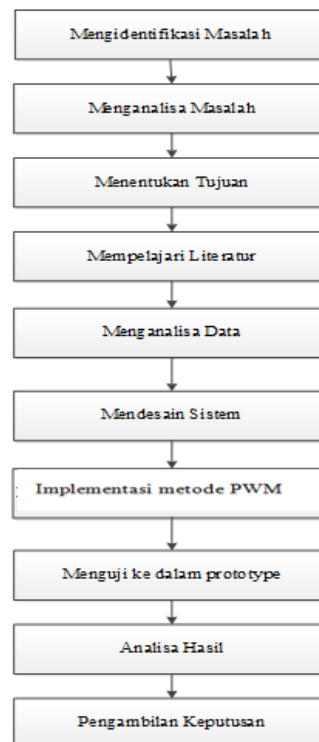 Mengidentifikasi Masalah
Menganalisa Masalah
Menentukan Tujuan
Mempelajari Literatur
Menganalisa Data
Mendesain Sistem
Implementasi metode PWM
Menguji ke dalam prototype
Analisa Hasil
Pengambilan Keputusan